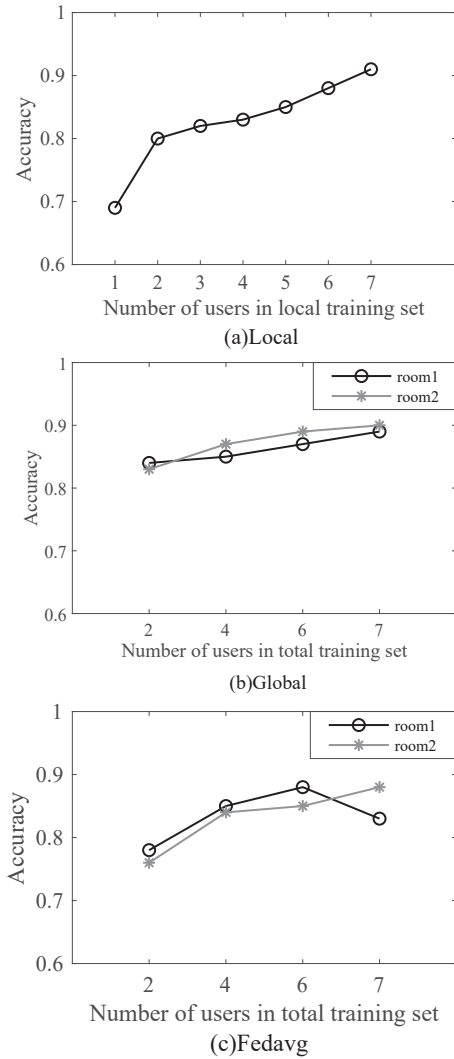 1
0.9
0.8
0.7
0.6
Accuracy
1 2 3 4 5 6 7
Number of users in local training set
(a)Local
1
0.9
0.8
0.7
0.6
Accuracy
room1
room2
2 4 6 7
Number of users in total training set
(b)Global
1
0.9
0.8
0.7
0.6
Accuracy
room1
room2
2 4 6 7
Number of users in total training set
(c)Fedavg